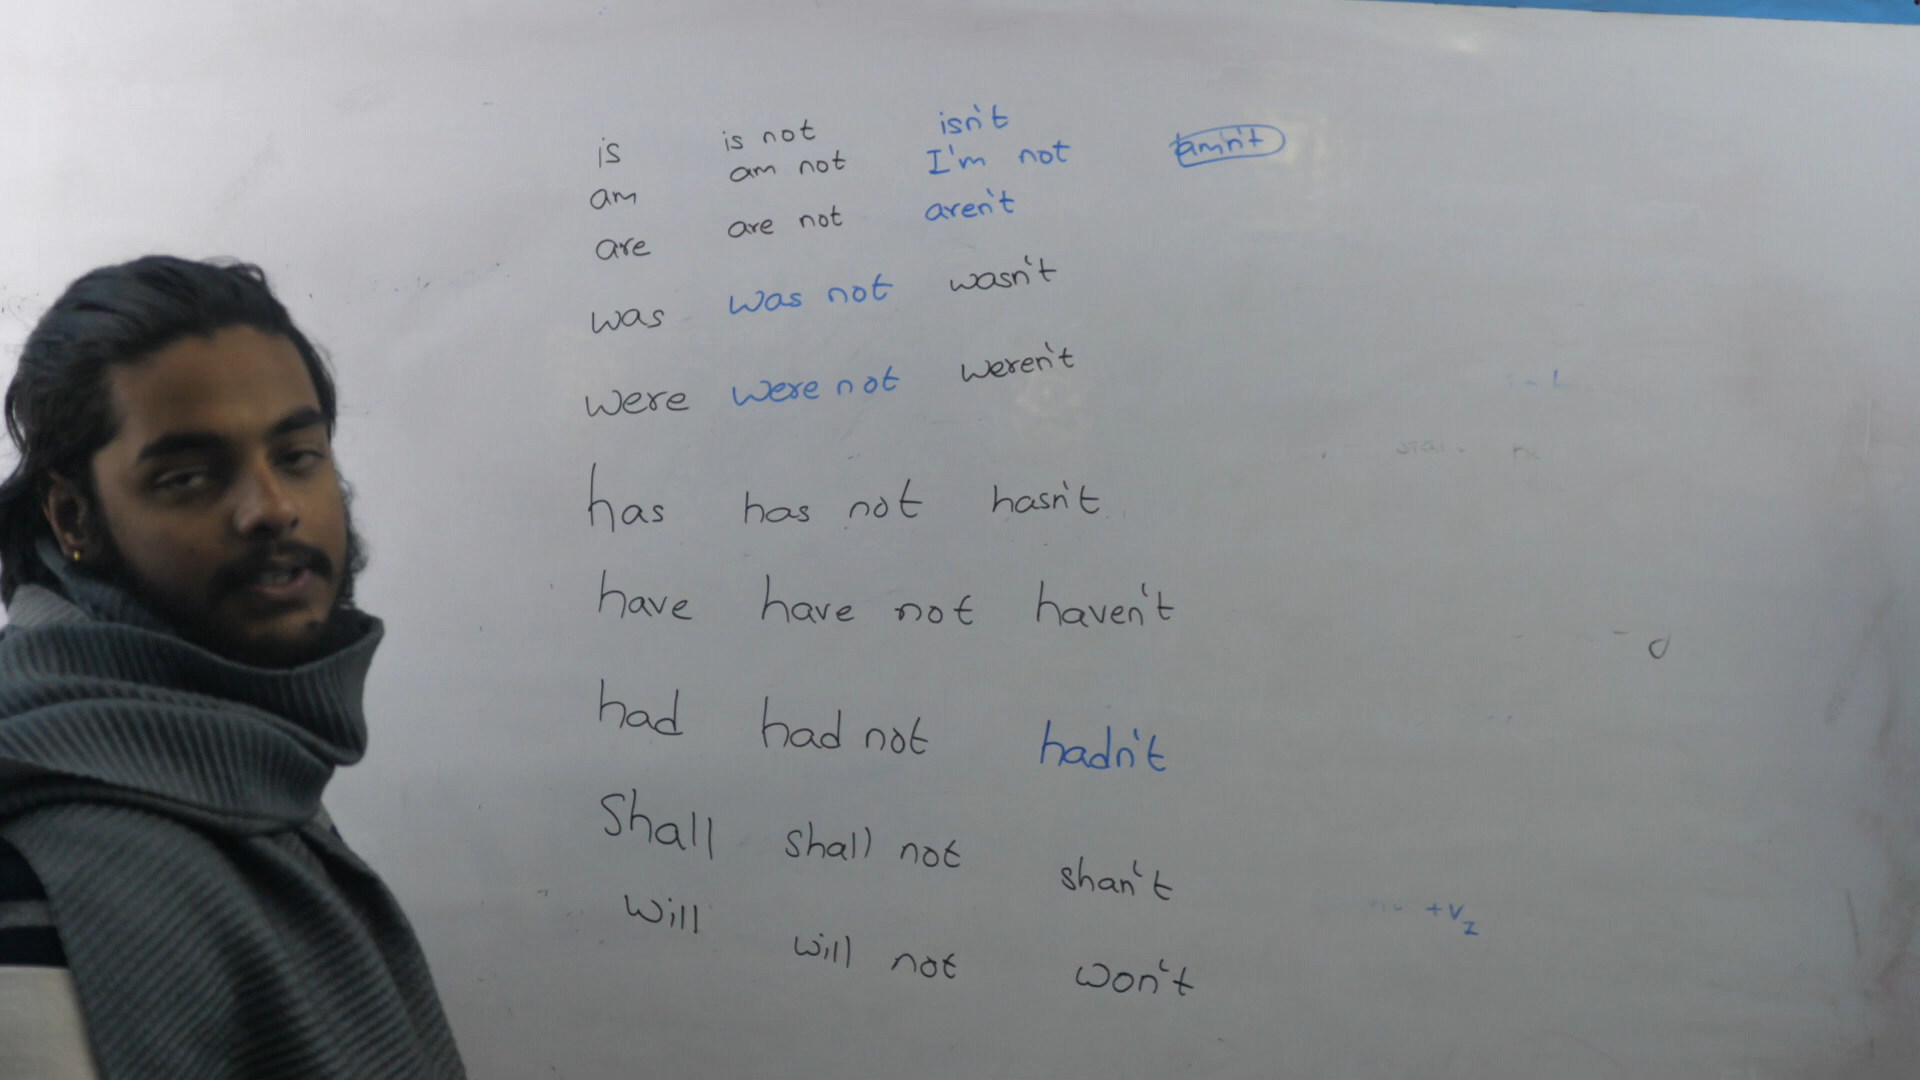 is is not isn't
am am not I'm not amn't
are are not aren't
was was not wasn't
were were not weren't
has has not hasn't
have have not haven't
had had not hadn't
Shall shall not shan't
will will not won't
+V